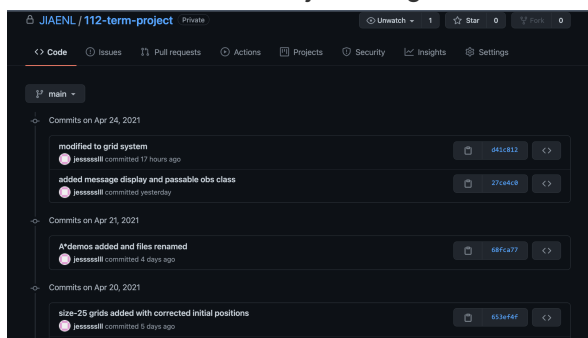 JIAENL / 112-term-project Private
Unwatch 1 Star 0 Fork 0
Code Issues Pull requests Actions Projects Security Insights Settings
main
Commits on Apr 24, 2021
modified to grid system
jessssslll committed 17 hours ago
d41c812
added message display and passable obs class
jessssslll committed yesterday
27ce4c0
Commits on Apr 21, 2021
A*demos added and files renamed
jessssslll committed 4 days ago
68fca77
Commits on Apr 20, 2021
size-25 grids added with corrected initial positions
jessssslll committed 5 days ago
653ef4f